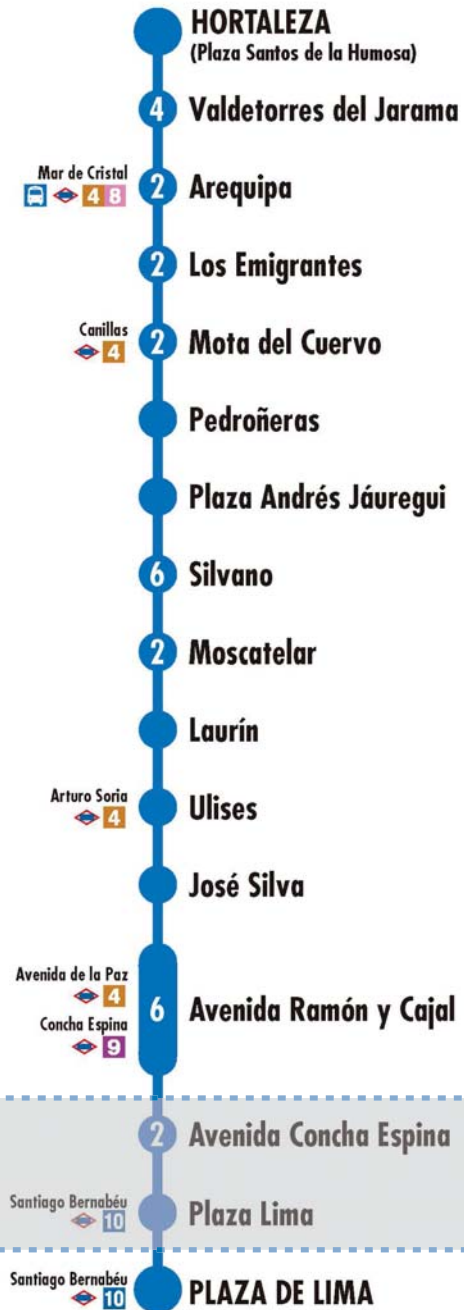 HORTALEZA
(Plaza Santos de la Humosa)
4 Valdetorres del Jarama
Mar de Cristal
4 8
2 Arequipa
2 Los Emigrantes
Canillas
4
2 Mota del Cuervo
Pedroñeras
Plaza Andrés Jáuregui
6 Silvano
2 Moscatelar
Laurín
Arturo Soria
4
Ulises
José Silva
Avenida de la Paz
4
Concha Espina
9
6 Avenida Ramón y Cajal
2 Avenida Concha Espina
Santiago Bernabéu
10
Plaza Lima
Santiago Bernabéu
10
PLAZA DE LIMA